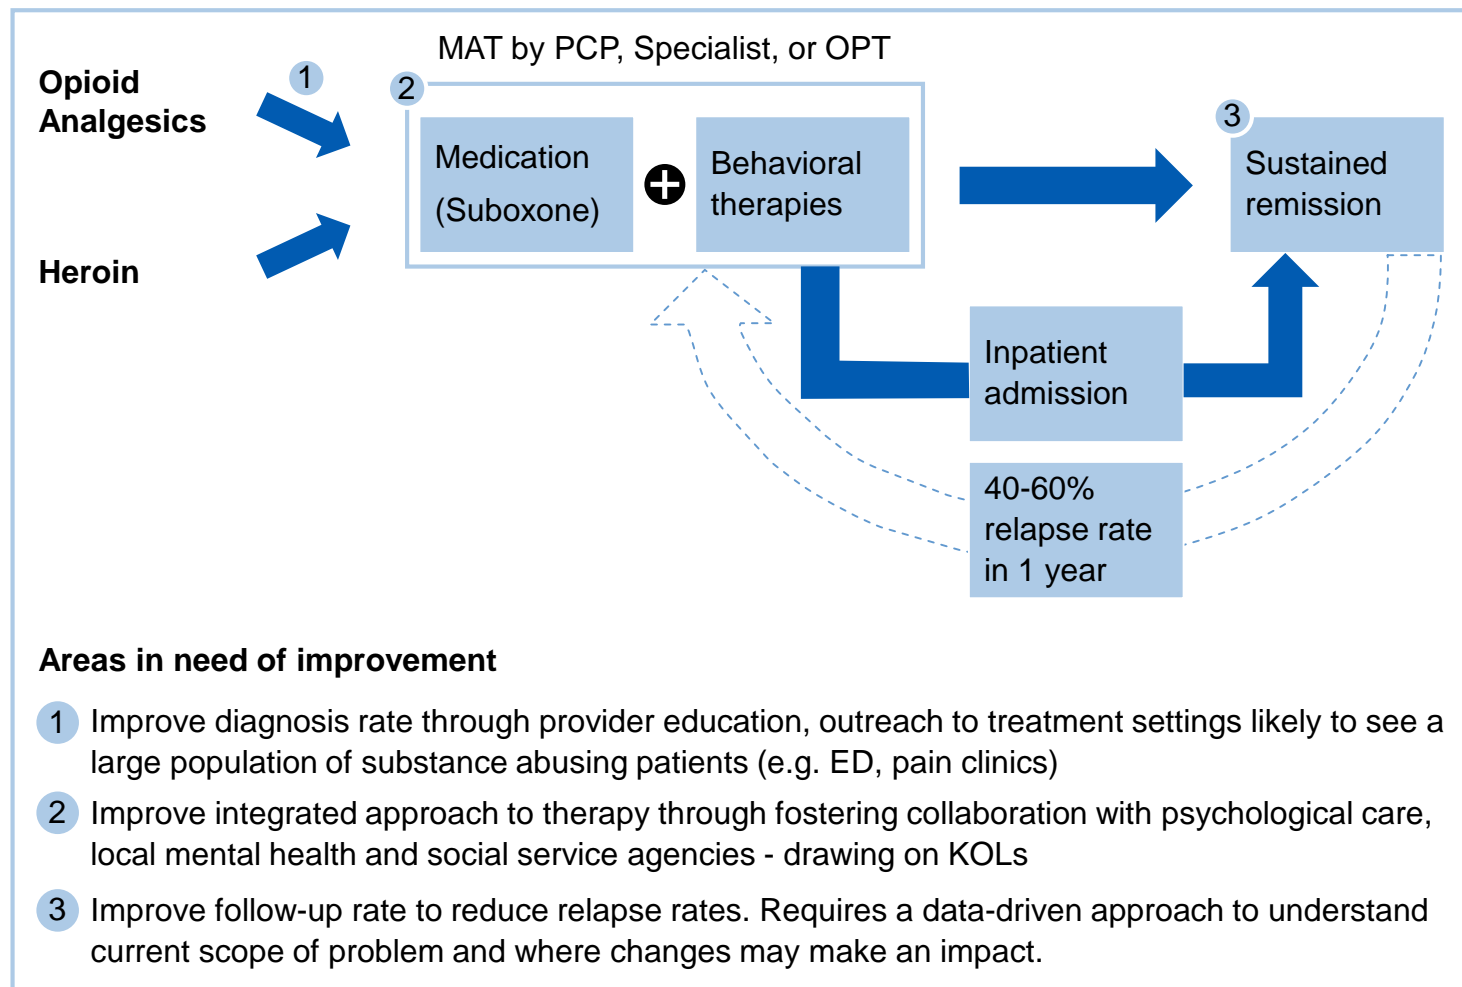 MAT by PCP, Specialist, or OPT
Opioid
Analgesics
1
2
3
Medication
(Suboxone)
Behavioral
therapies
Sustained
remission
Heroin
Inpatient
admission
40-60%
relapse rate
in 1 year
Areas in need of improvement
1 Improve diagnosis rate through provider education, outreach to treatment settings likely to see a
large population of substance abusing patients (e.g. ED, pain clinics)
2 Improve integrated approach to therapy through fostering collaboration with psychological care,
local mental health and social service agencies - drawing on KOLs
3 Improve follow-up rate to reduce relapse rates. Requires a data-driven approach to understand
current scope of problem and where changes may make an impact.